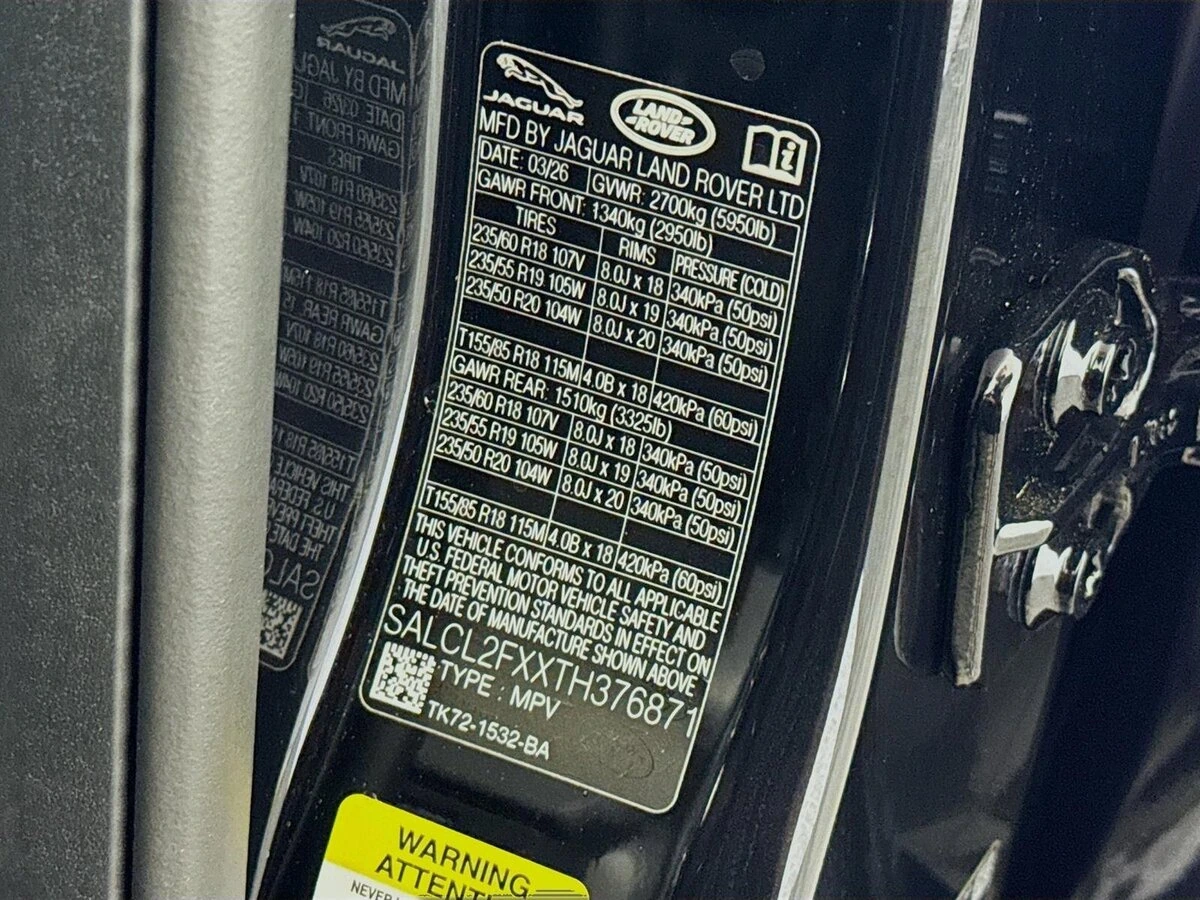 JAGUAR LAND ROVER i
MFD BY JAGUAR LAND ROVER LTD
DATE: 03/26 GVWR: 2700kg (5950lb)
GAWR FRONT: 1340kg (2950lb)
TIRES RIMS PRESSURE (COLD)
235/60 R18 107V 8.0J x 18 340kPa (50psi)
235/55 R19 105W 8.0J x 19 340kPa (50psi)
235/50 R20 104W 8.0J x 20 340kPa (50psi)
T155/85 R18 115M 4.0B x 18 420kPa (60psi)
GAWR REAR: 1510kg (3325lb)
235/60 R18 107V 8.0J x 18 340kPa (50psi)
235/55 R19 105W 8.0J x 19 340kPa (50psi)
235/50 R20 104W 8.0J x 20 340kPa (50psi)
T155/85 R18 115M 4.0B x 18 420kPa (60psi)
THIS VEHICLE CONFORMS TO ALL APPLICABLE
U.S. FEDERAL MOTOR VEHICLE SAFETY AND
THEFT PREVENTION STANDARDS IN EFFECT ON
THE DATE OF MANUFACTURE SHOWN ABOVE
SALCL2FXXTH376871
TYPE : MPV
TK72-1532-BA
WARNING